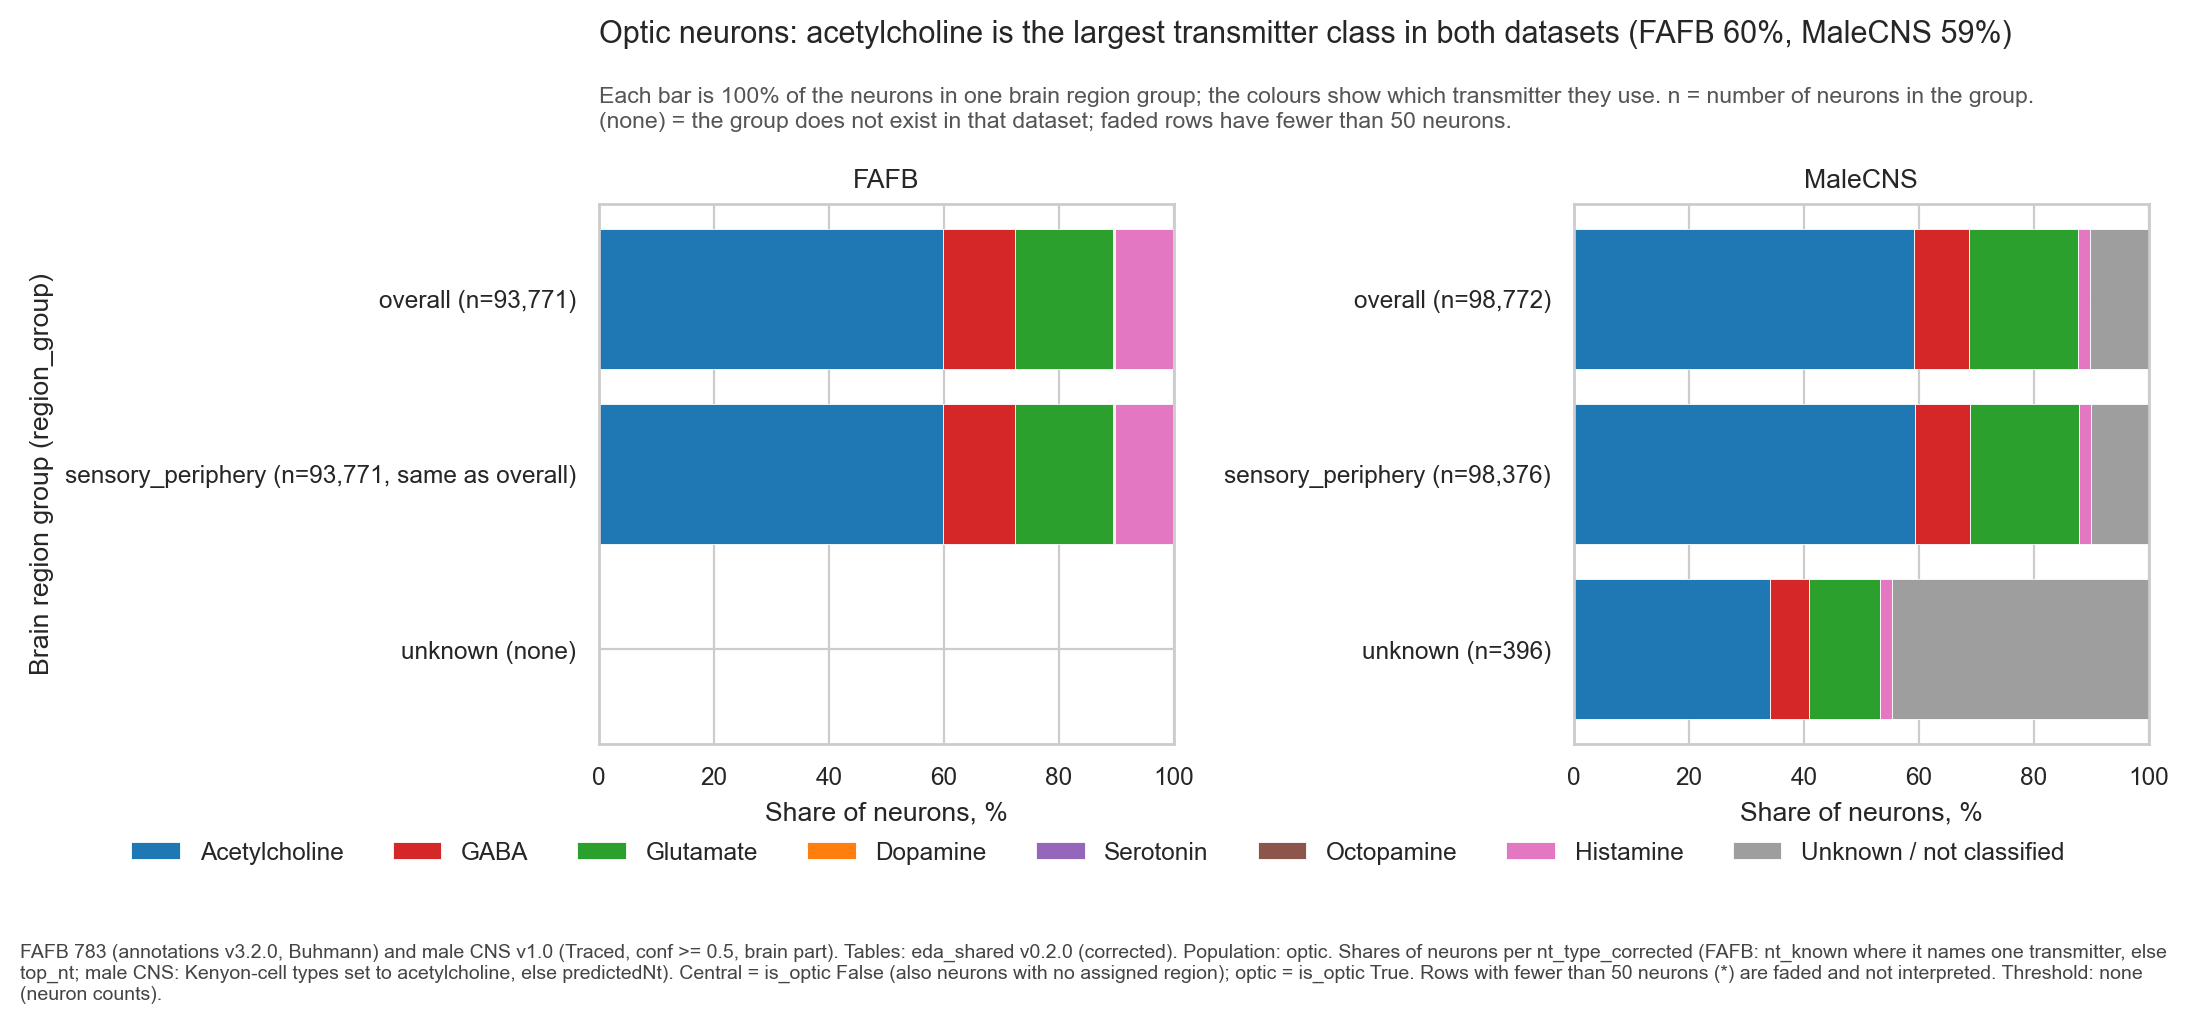 Optic neurons: acetylcholine is the largest transmitter class in both datasets (FAFB 60%, MaleCNS 59%)
Each bar is 100% of the neurons in one brain region group; the colours show which transmitter they use. n = number of neurons in the group.
(none) = the group does not exist in that dataset; faded rows have fewer than 50 neurons.
FAFB
MaleCNS
Brain region group (region_group)
overall (n=93,771)
sensory_periphery (n=93,771, same as overall)
unknown (none)
overall (n=98,772)
sensory_periphery (n=98,376)
unknown (n=396)
0 20 40 60 80 100
0 20 40 60 80 100
Share of neurons, %
Share of neurons, %
Acetylcholine GABA Glutamate Dopamine Serotonin Octopamine Histamine Unknown / not classified
FAFB 783 (annotations v3.2.0, Buhmann) and male CNS v1.0 (Traced, conf >= 0.5, brain part). Tables: eda_shared v0.2.0 (corrected). Population: optic. Shares of neurons per nt_type_corrected (FAFB: nt_known where it names one transmitter, else
top_nt; male CNS: Kenyon-cell types set to acetylcholine, else predictedNt). Central = is_optic False (also neurons with no assigned region); optic = is_optic True. Rows with fewer than 50 neurons (*) are faded and not interpreted. Threshold: none
(neuron counts).